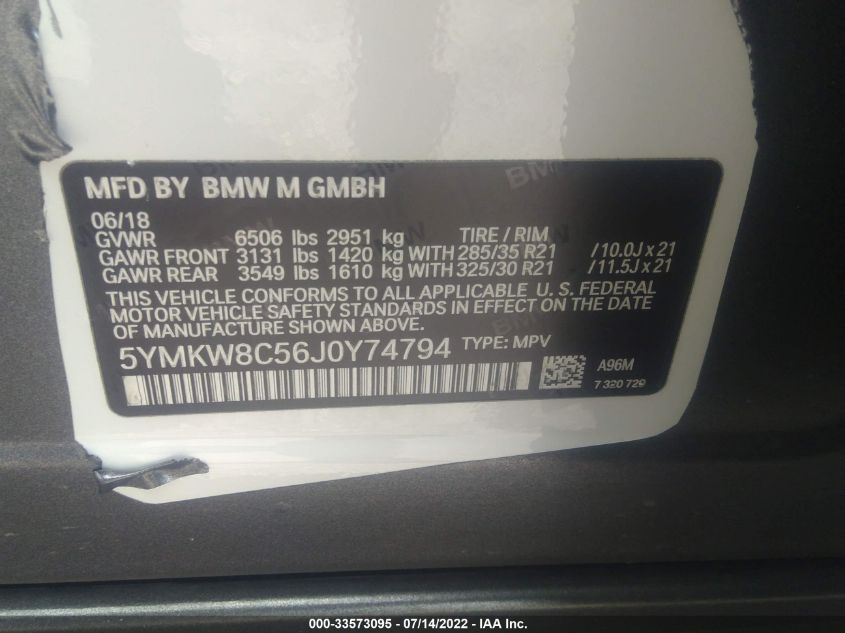 MFD BY BMW M GMBH
06/18
GVWR 6506 lbs 2951 kg TIRE / RIM
GAWR FRONT 3131 lbs 1420 kg WITH 285/35 R21 /10.0J x 21
GAWR REAR 3549 lbs 1610 kg WITH 325/30 R21 /11.5J x 21
THIS VEHICLE CONFORMS TO ALL APPLICABLE U. S. FEDERAL
MOTOR VEHICLE SAFETY STANDARDS IN EFFECT ON THE DATE
OF MANUFACTURE SHOWN ABOVE.
5YMKW8C56J0Y74794 TYPE: MPV
A96M
7 320 729
000-33573095 - 07/14/2022 - IAA Inc.